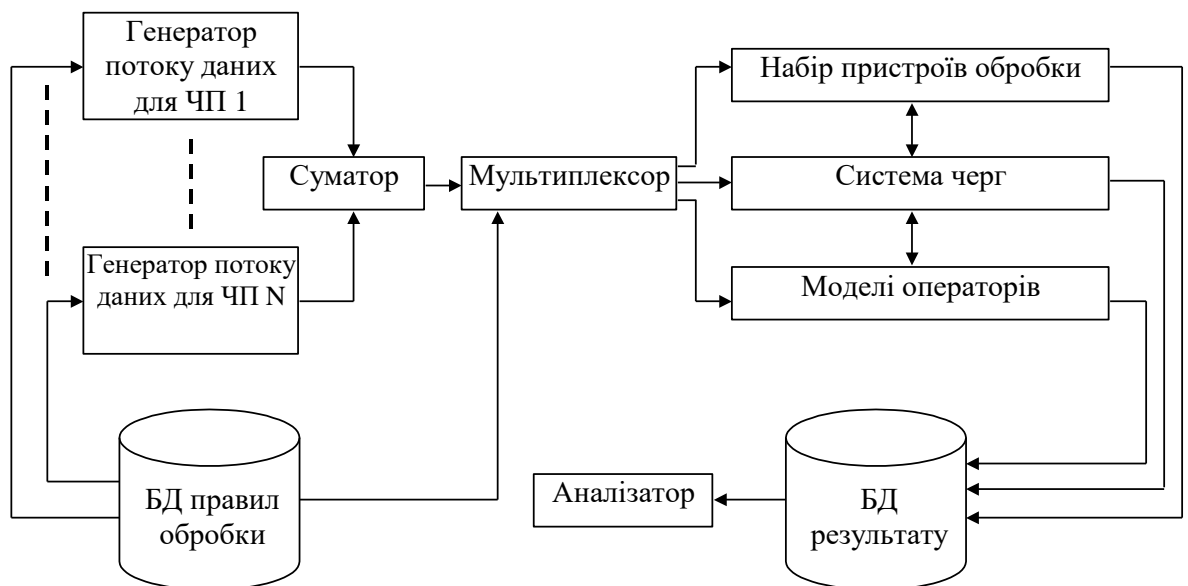 Генератор
потоку даних
для ЧП 1
Набір пристроїв обробки
Суматор
Мультиплексор
Система черг
Генератор потоку
даних для ЧП N
Моделі операторів
БД правил
обробки
Аналізатор
БД
результату